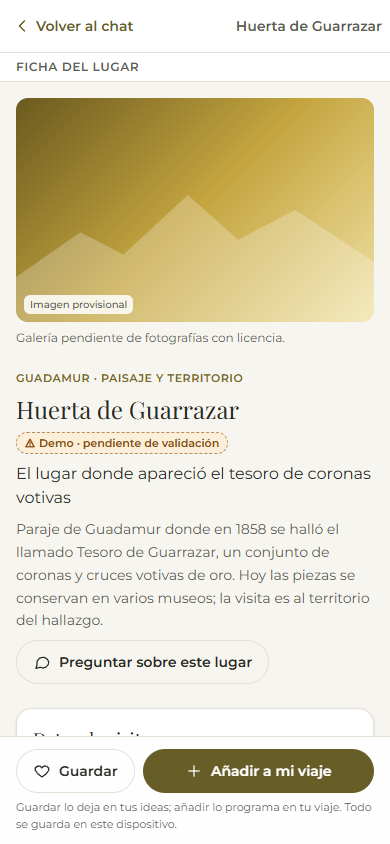 Volver al chat
Huerta de Guarrazar
FICHA DEL LUGAR
Imagen provisional
Galería pendiente de fotografías con licencia.
GUADAMUR · PAISAJE Y TERRITORIO
Huerta de Guarrazar
Demo · pendiente de validación
El lugar donde apareció el tesoro de coronas
votivas
Paraje de Guadamur donde en 1858 se halló el
llamado Tesoro de Guarrazar, un conjunto de
coronas y cruces votivas de oro. Hoy las piezas se
conservan en varios museos; la visita es al territorio
del hallazgo.
Preguntar sobre este lugar
Guardar
Añadir a mi viaje
Guardar lo deja en tus ideas; añadir lo programa en tu viaje. Todo
se guarda en este dispositivo.